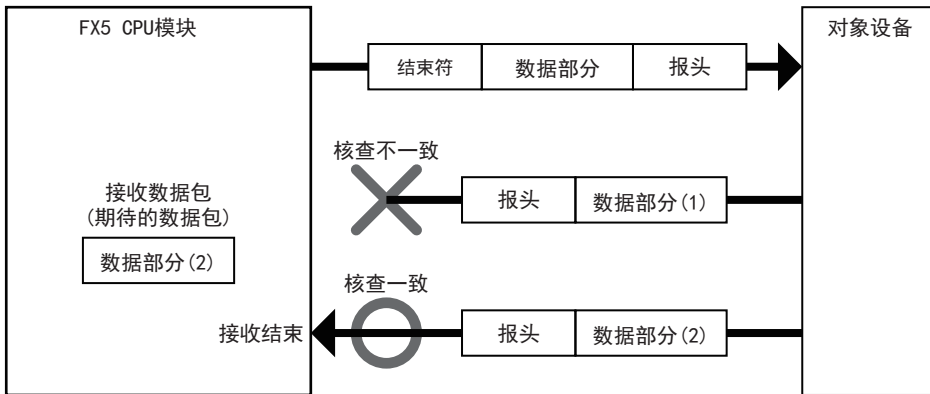 FX5 CPU模块
对象设备
结束符 数据部分 报头
核查不一致
报头 数据部分(1)
接收数据包
(期待的数据包)
数据部分(2)
核查一致
接收结束
报头 数据部分(2)